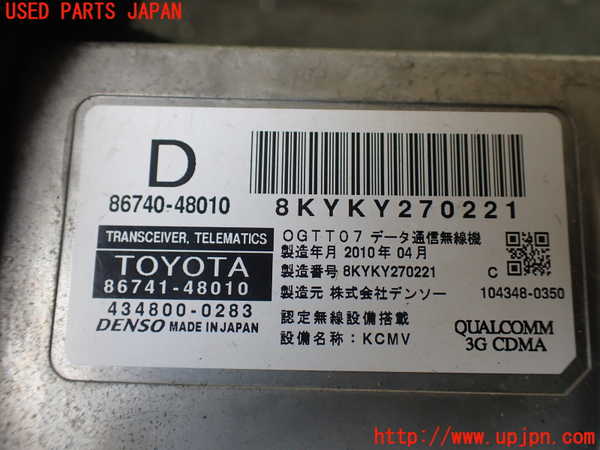 USED PARTS JAPAN
D
86740-48010
8KYKY270221
TRANSCEIVER, TELEMATICS
TOYOTA
86741-48010
434800-0283
DENSO MADE IN JAPAN
OGTT07 データ通信無線機
製造年月 2010年 04月
製造番号 8KYKY270221
C
製造元 株式会社デンソー
104348-0350
認定無線設備搭載
設備名称:KCMV
QUALCOMM
3G CDMA
http://www.upjpn.com/